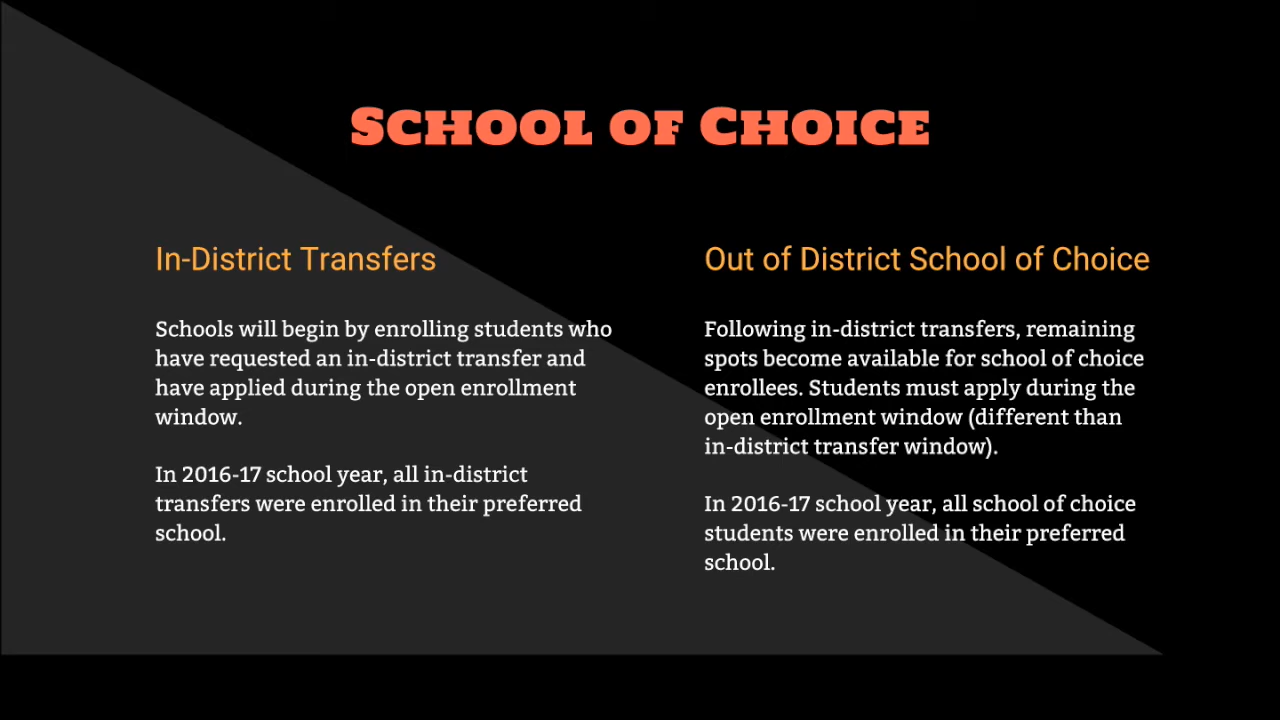 School of Choice
In-District Transfers
Schools will begin by enrolling students who
have requested an in-district transfer and
have applied during the open enrollment
window.
In 2016-17 school year, all in-district
transfers were enrolled in their preferred
school.
Out of District School of Choice
Following in-district transfers, remaining
spots become available for school of choice
enrollees. Students must apply during the
open enrollment window (different than
in-district transfer window).
In 2016-17 school year, all school of choice
students were enrolled in their preferred
school.